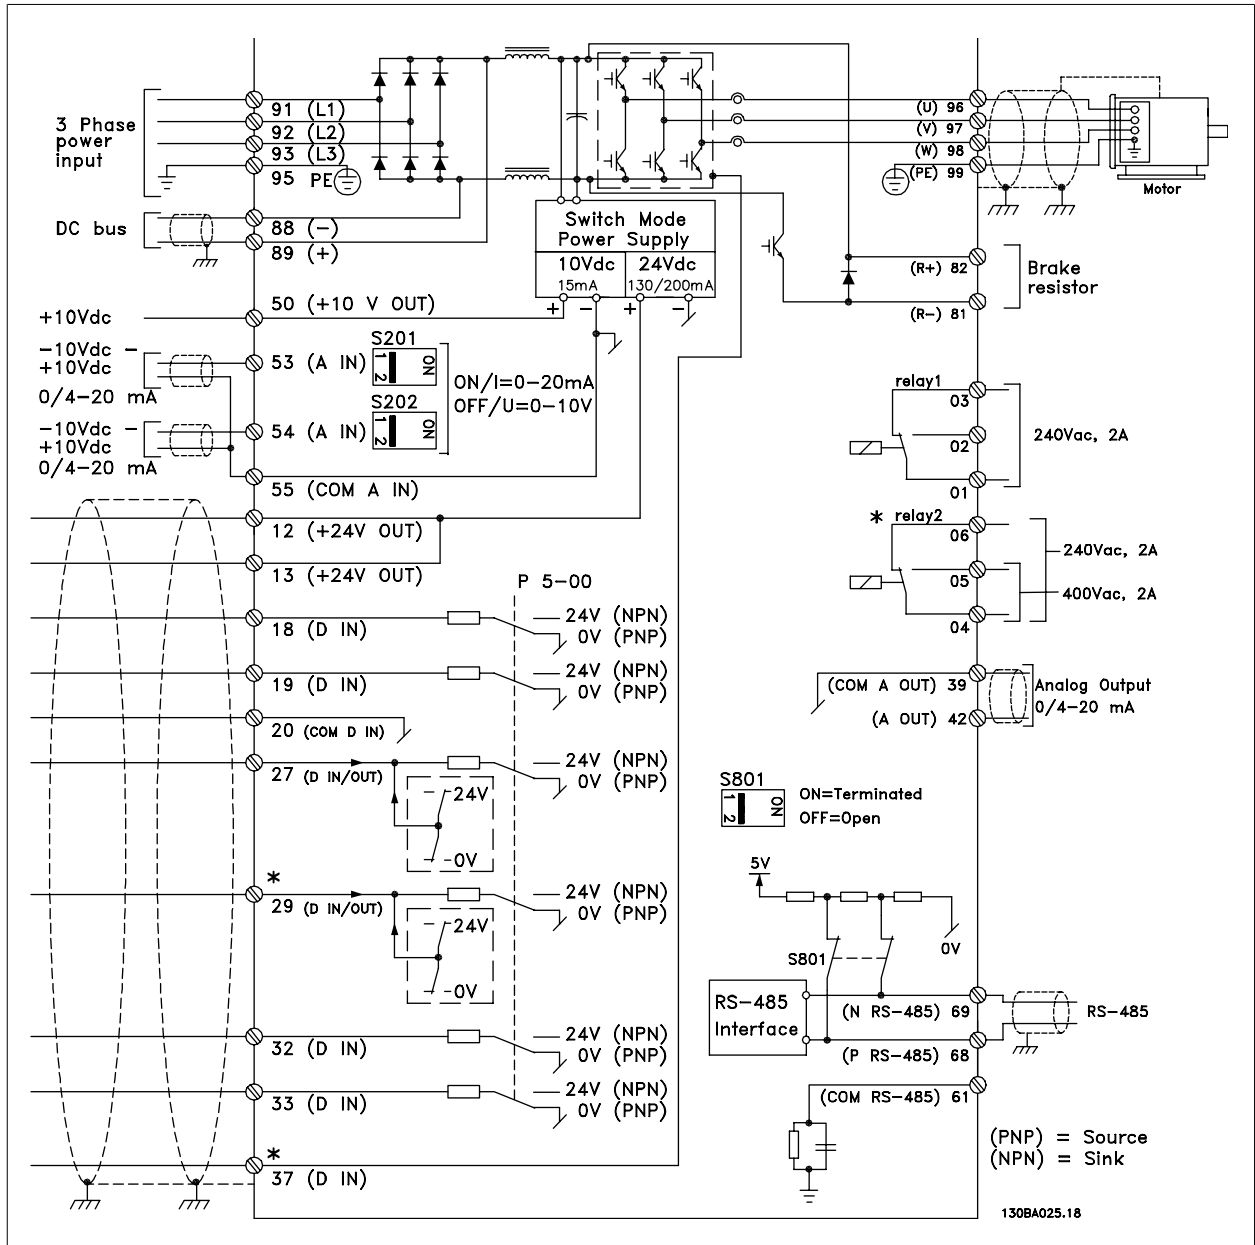 3 Phase
power
input
91 (L1)
92 (L2)
93 (L3)
95 PE
DC bus
88 (−)
89 (+)
Switch Mode
Power Supply
10Vdc
15mA
24Vdc
130/200mA
+ − + −
(U) 96
(V) 97
(W) 98
(PE) 99
Motor
(R+) 82
(R−) 81
Brake
resistor
+10Vdc
50 (+10 V OUT)
−10Vdc −
+10Vdc
0/4−20 mA
53 (A IN)
S201
1 2
ON
ON/I=0−20mA
OFF/U=0−10V
−10Vdc −
+10Vdc
0/4−20 mA
54 (A IN)
S202
1 2
ON
55 (COM A IN)
12 (+24V OUT)
13 (+24V OUT)
P 5-00
18 (D IN)
24V (NPN)
0V (PNP)
19 (D IN)
24V (NPN)
0V (PNP)
20 (COM D IN)
27 (D IN/OUT)
24V (NPN)
0V (PNP)
24V
0V
*
29 (D IN/OUT)
24V (NPN)
0V (PNP)
24V
0V
32 (D IN)
24V (NPN)
0V (PNP)
33 (D IN)
24V (NPN)
0V (PNP)
*
37 (D IN)
relay1
03
02
01
240Vac, 2A
* relay2
06
05
04
240Vac, 2A
400Vac, 2A
(COM A OUT) 39
(A OUT) 42
Analog Output
0/4−20 mA
S801
1 2
ON
ON=Terminated
OFF=Open
5V
S801
0V
RS−485
Interface
(N RS−485) 69
(P RS−485) 68
RS−485
(COM RS−485) 61
(PNP) = Source
(NPN) = Sink
130BA025.18